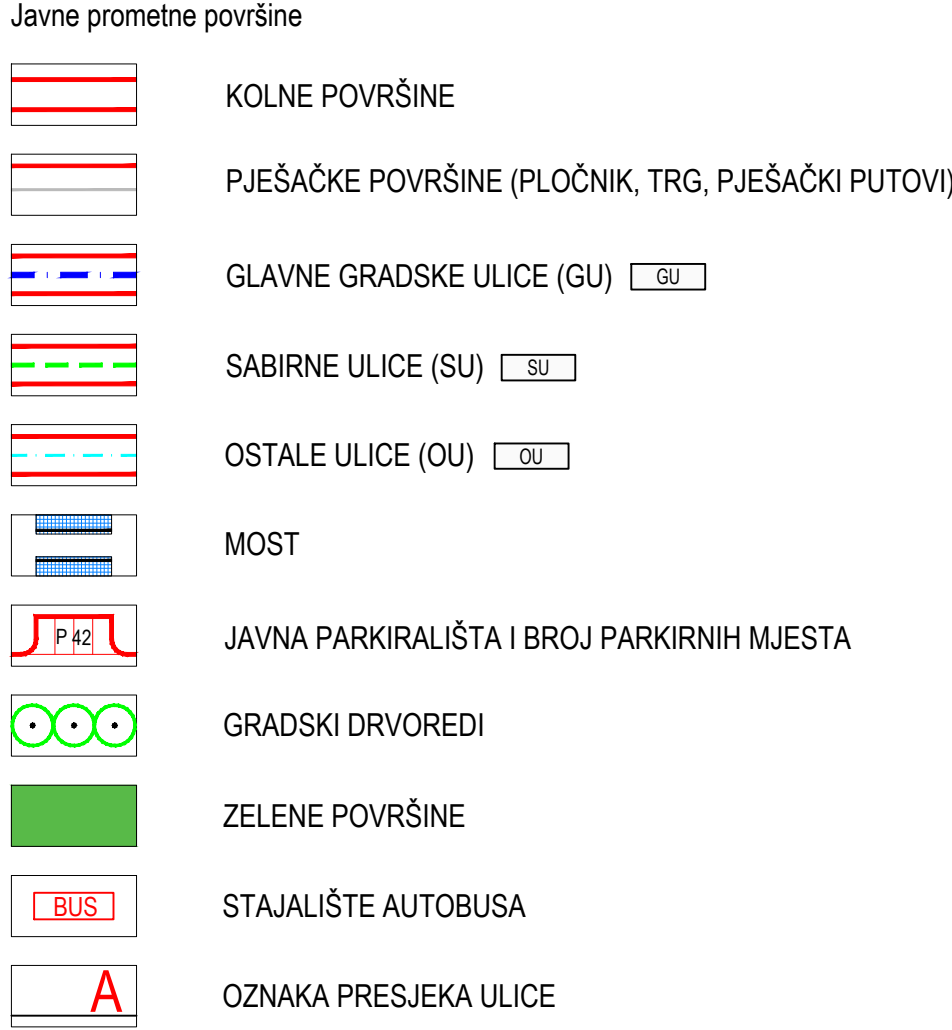 Javne prometne površine
KOLNE POVRŠINE
PJEŠAČKE POVRŠINE (PLOČNIK, TRG, PJEŠAČKI PUTOVI)
GLAVNE GRADSKE ULICE (GU) GU
SABIRNE ULICE (SU) SU
OSTALE ULICE (OU) OU
MOST
P 42 JAVNA PARKIRALIŠTA I BROJ PARKIRNIH MJESTA
GRADSKI DRVOREDI
ZELENE POVRŠINE
BUS STAJALIŠTE AUTOBUSA
A OZNAKA PRESJEKA ULICE